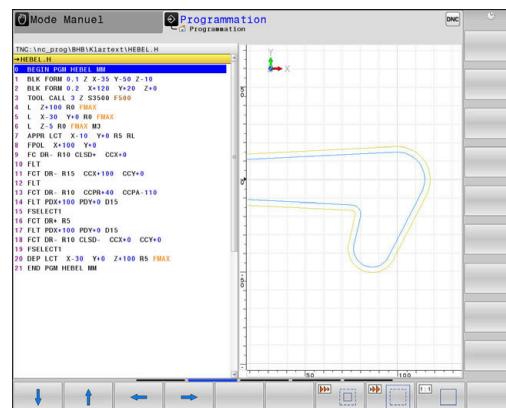 Mode Manuel
Programmation
Programmation
DNC
TNC:\nc_prog\BHB\Klartext\HEBEL.H
→HEBEL.H
0 BEGIN PGM HEBEL MM
1 BLK FORM 0.1 Z X-35 Y-50 Z-10
2 BLK FORM 0.2 X+120 Y+20 Z+0
3 TOOL CALL 3 Z S3500 F500
4 L Z+100 R0 FMAX
5 L X-30 Y+0 R0 FMAX
6 L Z-5 R0 FMAX M3
7 APPR LCT X-10 Y+0 R5 RL
8 FPOL X+100 Y+0
9 FC DR- R10 CLSD+ CCX+0
10 FLT
11 FCT DR- R15 CCX+100 CCY+0
12 FLT
13 FCT DR- R10 CCPR+40 CCPA-110
14 FLT PDX+100 PDY+0 D15
15 FSELECT1
16 FCT DR+ R5
17 FLT PDX+100 PDY+0 D15
18 FCT DR- R10 CLSD- CCX+0 CCY+0
19 FSELECT1
20 DEP LCT X-30 Y+0 Z+100 R5 FMAX
21 END PGM HEBEL MM
Y
X
50
100
1:1